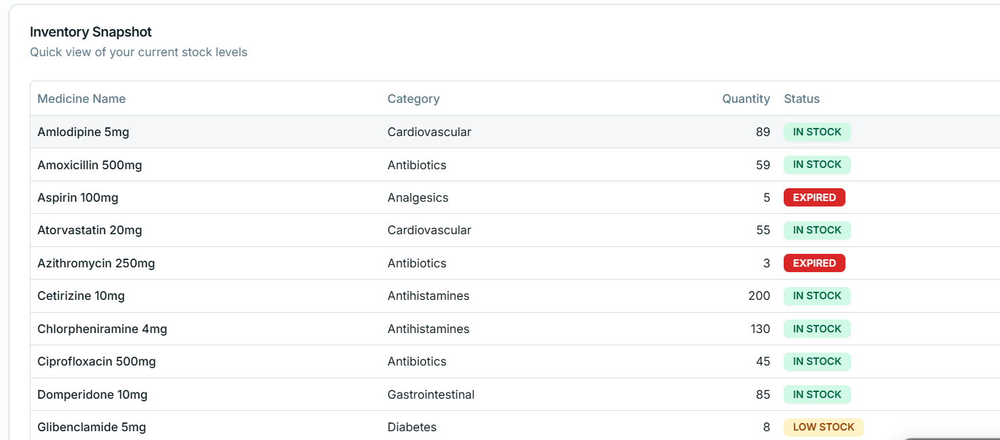 Inventory Snapshot
Quick view of your current stock levels
Medicine Name Category Quantity Status
Amlodipine 5mg Cardiovascular 89 IN STOCK
Amoxicillin 500mg Antibiotics 59 IN STOCK
Aspirin 100mg Analgesics 5 EXPIRED
Atorvastatin 20mg Cardiovascular 55 IN STOCK
Azithromycin 250mg Antibiotics 3 EXPIRED
Cetirizine 10mg Antihistamines 200 IN STOCK
Chlorpheniramine 4mg Antihistamines 130 IN STOCK
Ciprofloxacin 500mg Antibiotics 45 IN STOCK
Domperidone 10mg Gastrointestinal 85 IN STOCK
Glibenclamide 5mg Diabetes 8 LOW STOCK